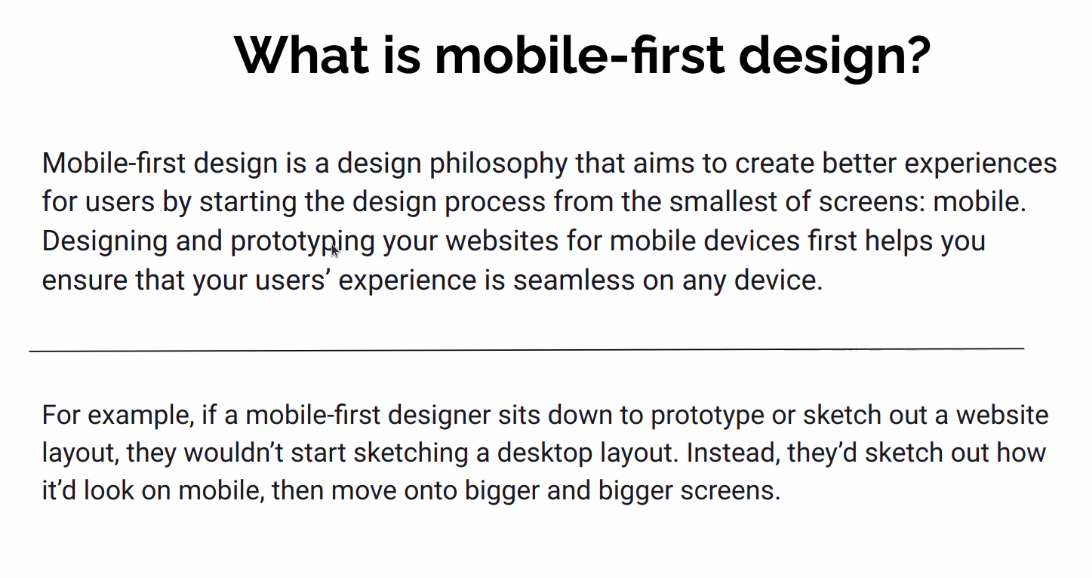 What is mobile-first design?
Mobile-first design is a design philosophy that aims to create better experiences
for users by starting the design process from the smallest of screens: mobile.
Designing and prototyping your websites for mobile devices first helps you
ensure that your users’ experience is seamless on any device.
For example, if a mobile-first designer sits down to prototype or sketch out a website
layout, they wouldn’t start sketching a desktop layout. Instead, they’d sketch out how
it’d look on mobile, then move onto bigger and bigger screens.